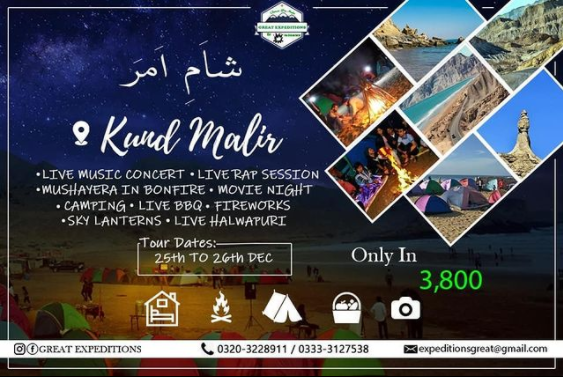 GREAT EXPEDITIONS
شامِ اَمَر
Kund Malir
•LIVE MUSIC CONCERT •LIVE RAP SESSION
•MUSHAYERA IN BONFIRE • MOVIE NIGHT
•CAMPING • LIVE BBQ • FIREWORKS
•SKY LANTERNS • LIVE HALWAPURI
Tour Dates:
25th TO 26th DEC
Only In
3,800
GREAT EXPEDITIONS
0320-3228911 / 0333-3127538
expeditionsgreat@gmail.com